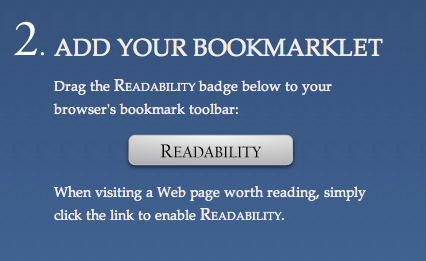 2. ADD YOUR BOOKMARKLET
Drag the READABILITY badge below to your
browser's bookmark toolbar:
READABILITY
When visiting a Web page worth reading, simply
click the link to enable READABILITY.